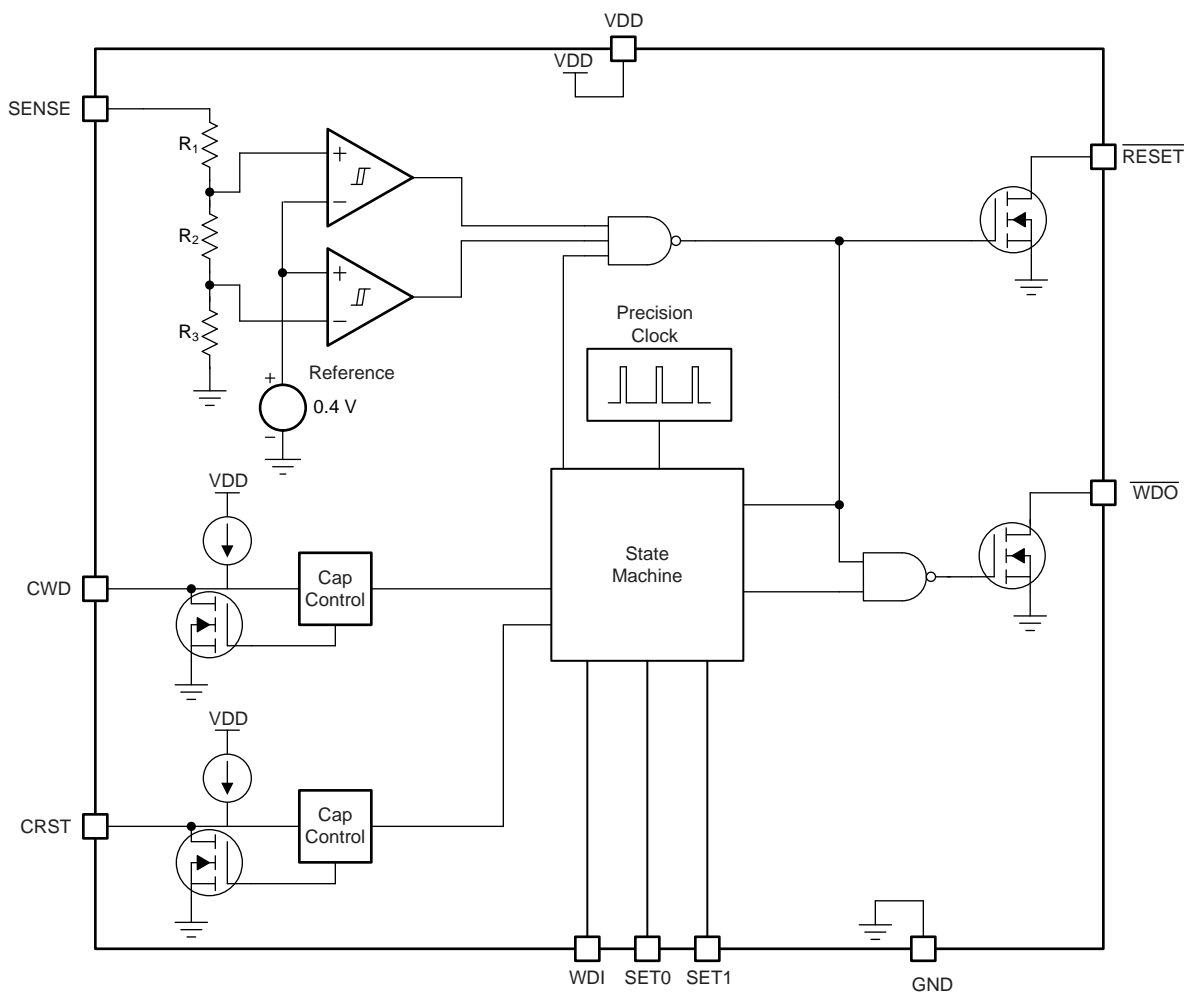 VDD
VDD
SENSE
R1
+
−
RESET
R2
+
−
R3
Precision
Clock
+
Reference
0.4 V
−
VDD
WDO
State
Machine
Cap
Control
CWD
VDD
Cap
Control
CRST
WDI
SET0
SET1
GND